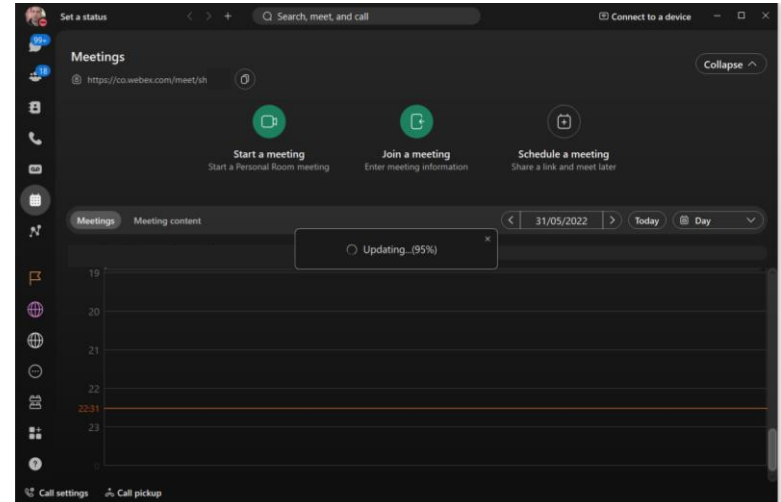 Set a status
Search, meet, and call
Connect to a device
99+
18
Meetings
https://co.webex.com/meet/sh
Collapse
Start a meeting
Start a Personal Room meeting
Join a meeting
Enter meeting information
Schedule a meeting
Share a link and meet later
Meetings
Meeting content
31/05/2022
Today
Day
Updating...(95%)
19
20
21
22
22:31
23
0
Call settings
Call pickup